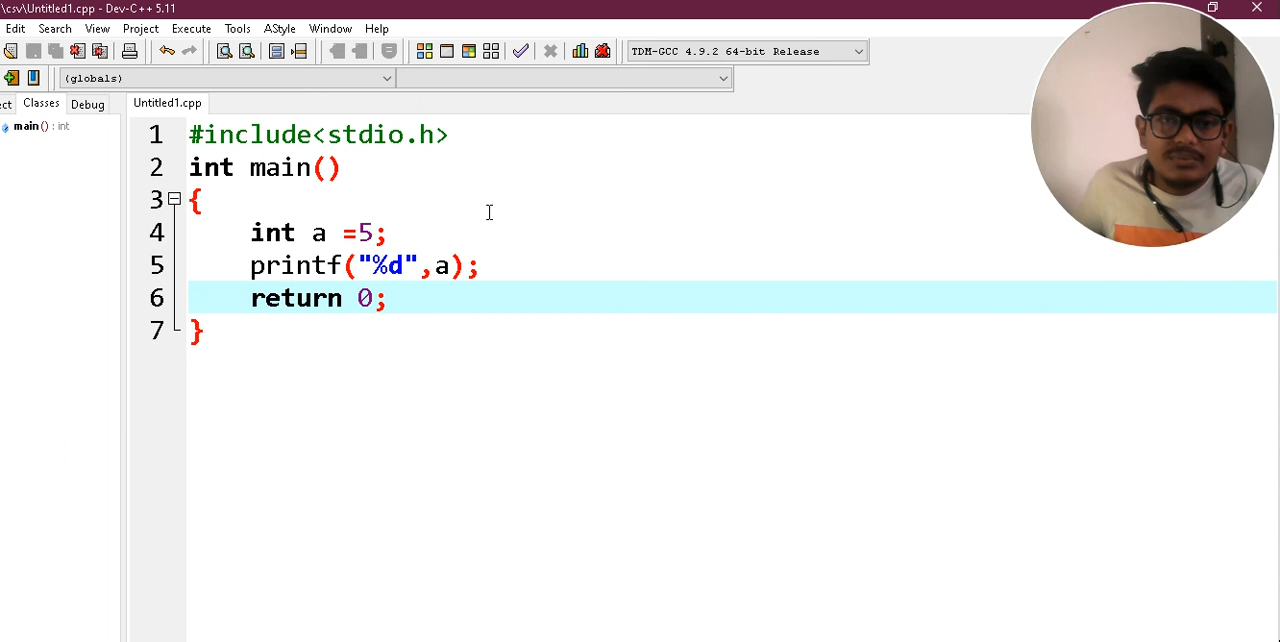 \csv\Untitled1.cpp - Dev-C++ 5.11
Edit Search View Project Execute Tools AStyle Window Help
TDM-GCC 4.9.2 64-bit Release
(globals)
ct Classes Debug Untitled1.cpp
main () : int
1 #include<stdio.h>
2 int main()
3 {
4 int a =5;
5 printf("%d",a);
6 return 0;
7 }